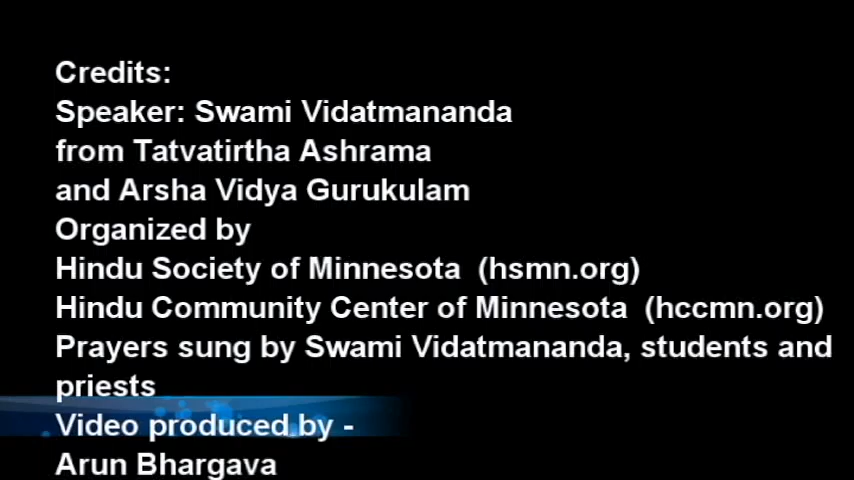 Credits:
Speaker: Swami Vidatmananda
from Tatvatirtha Ashrama
and Arsha Vidya Gurukulam
Organized by
Hindu Society of Minnesota  (hsmn.org)
Hindu Community Center of Minnesota  (hccmn.org)
Prayers sung by Swami Vidatmananda, students and
priests
Video produced by -
Arun Bhargava